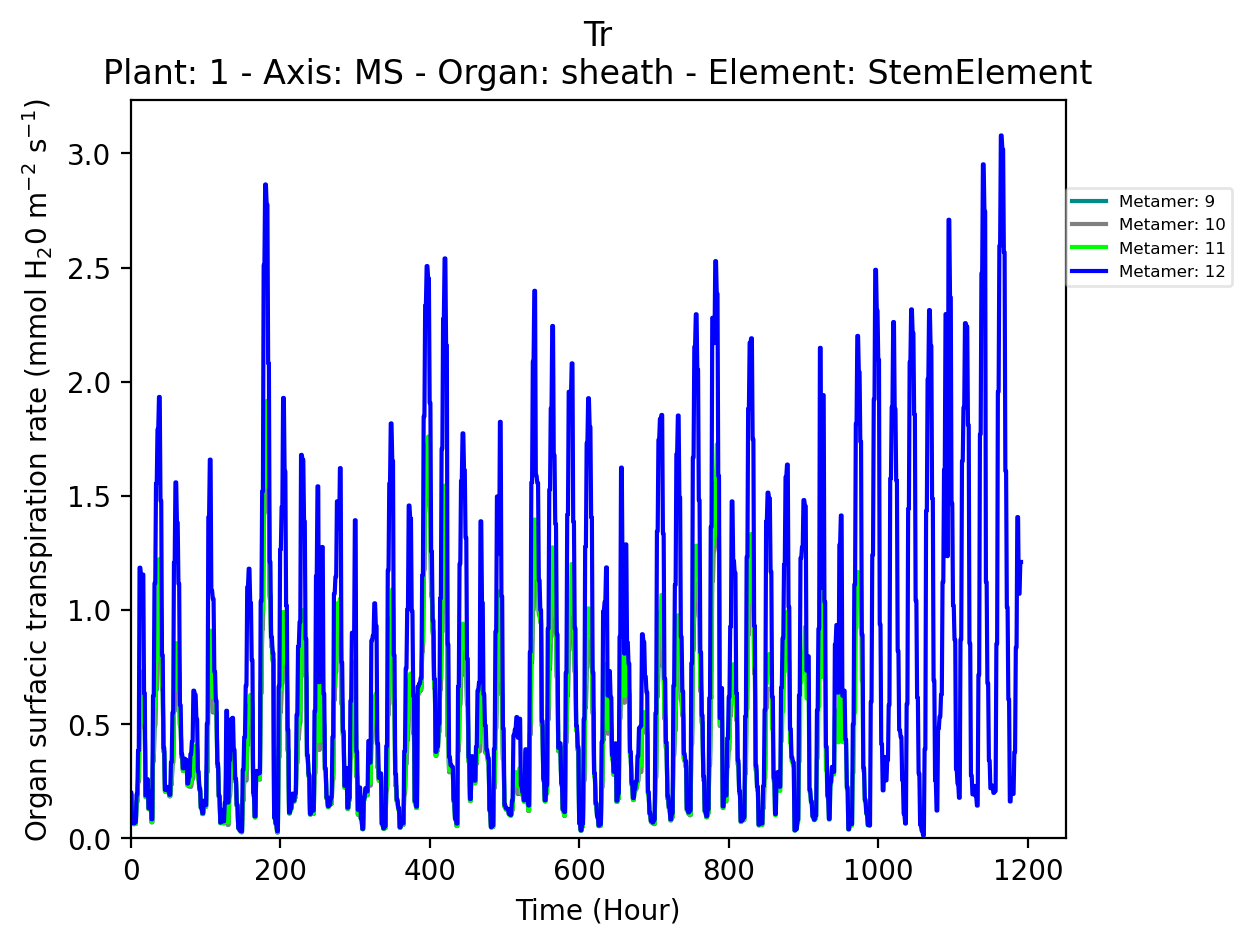 Tr
Plant: 1 - Axis: MS - Organ: sheath - Element: StemElement
Organ surfacic transpiration rate (mmol H₂0 m⁻² s⁻¹)
3.0
2.5
2.0
1.5
1.0
0.5
0.0
0 200 400 600 800 1000 1200
Time (Hour)
Metamer: 9
Metamer: 10
Metamer: 11
Metamer: 12